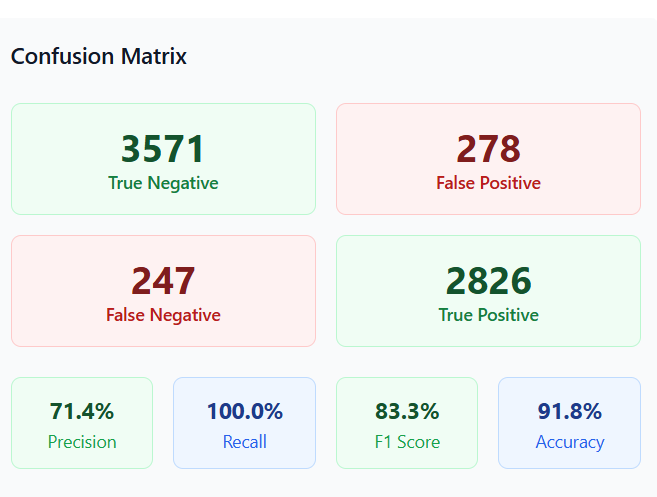 Confusion Matrix
3571
True Negative
278
False Positive
247
False Negative
2826
True Positive
71.4%
Precision
100.0%
Recall
83.3%
F1 Score
91.8%
Accuracy